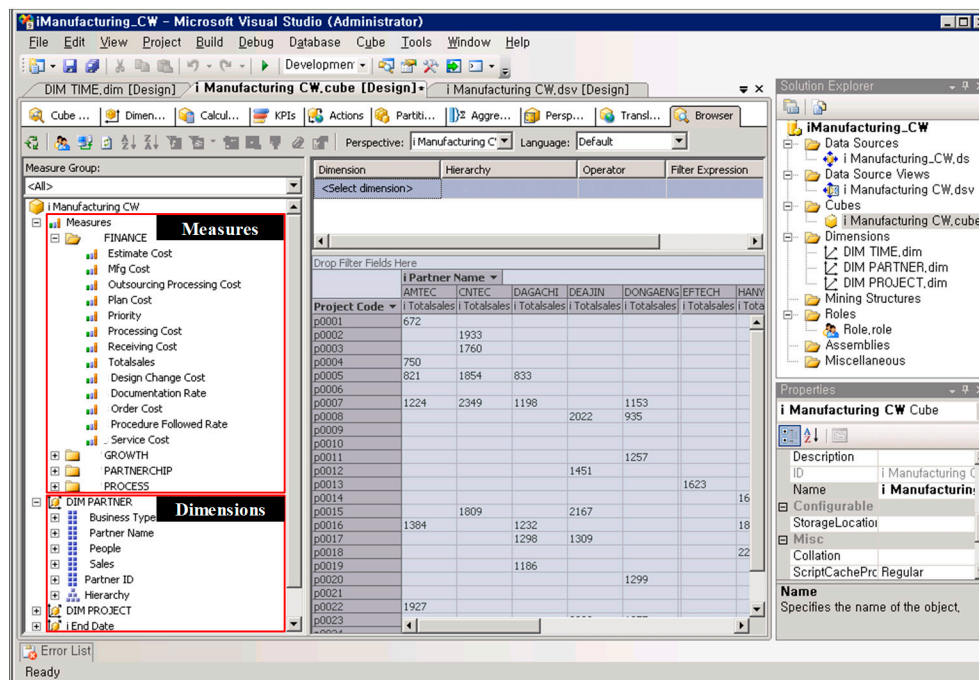 iManufacturing_CW - Microsoft Visual Studio (Administrator)
File Edit View Project Build Debug Database Cube Tools Window Help
Developmen
DIM TIME,dim [Design] i Manufacturing CW,cube [Design]* i Manufacturing CW,dsv [Design]
Cube ... Dimen... Calcul... KPIs Actions Partiti... Aggre... Persp... Transl... Browser
Perspective: i Manufacturing C' Language: Default
Measure Group:
<All>
i Manufacturing CW
Measures
Measures
FINANCE
Estimate Cost
Mfg Cost
Outsourcing Processing Cost
Plan Cost
Priority
Processing Cost
Receiving Cost
Totalsales
Design Change Cost
Documentation Rate
Order Cost
Procedure Followed Rate
Service Cost
GROWTH
PARTNERCHIP
PROCESS
DIM PARTNER
Dimensions
Business Type
Partner Name
People
Sales
Partner ID
Hierarchy
DIM PROJECT
i End Date
Dimension Hierarchy Operator Filter Expression
<Select dimension>
Drop Filter Fields Here
i Partner Name
AMTEC CNTEC DAGACHI DEAJIN DONGAENG EFTECH HANY
Project Code i Totalsales i Totalsales i Totalsales i Totalsales i Totalsales i Totalsales i Tota
p0001 672
p0002 1933
p0003 1760
p0004 750
p0005 821 1854 833
p0006
p0007 1224 2349 1198 1153
p0008 2022 935
p0009
p0010
p0011 1257
p0012 1451
p0013 1623
p0014 16
p0015 1809 2167
p0016 1384 1232 18
p0017 1298 1309
p0018 22
p0019 1186
p0020 1299
p0021
p0022 1927
p0023
Solution Explorer
iManufacturing_CW
Data Sources
i Manufacturing_CW,ds
Data Source Views
i Manufacturing CW,dsv
Cubes
i Manufacturing CW,cube
Dimensions
DIM TIME,dim
DIM PARTNER,dim
DIM PROJECT,dim
Mining Structures
Roles
Role,role
Assemblies
Miscellaneous
Properties
i Manufacturing CW Cube
Description
ID i Manufacturing C
Name i Manufacturing
Configurable
StorageLocation
Misc
Collation
ScriptCachePrc Regular
Name
Specifies the name of the object,
Error List
Ready